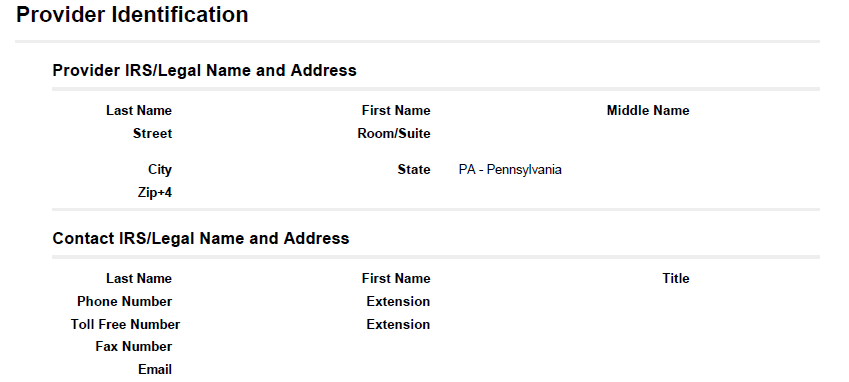 Provider Identification
Provider IRS/Legal Name and Address
Last Name First Name Middle Name
Street Room/Suite
City State PA - Pennsylvania
Zip+4
Contact IRS/Legal Name and Address
Last Name First Name Title
Phone Number Extension
Toll Free Number Extension
Fax Number
Email